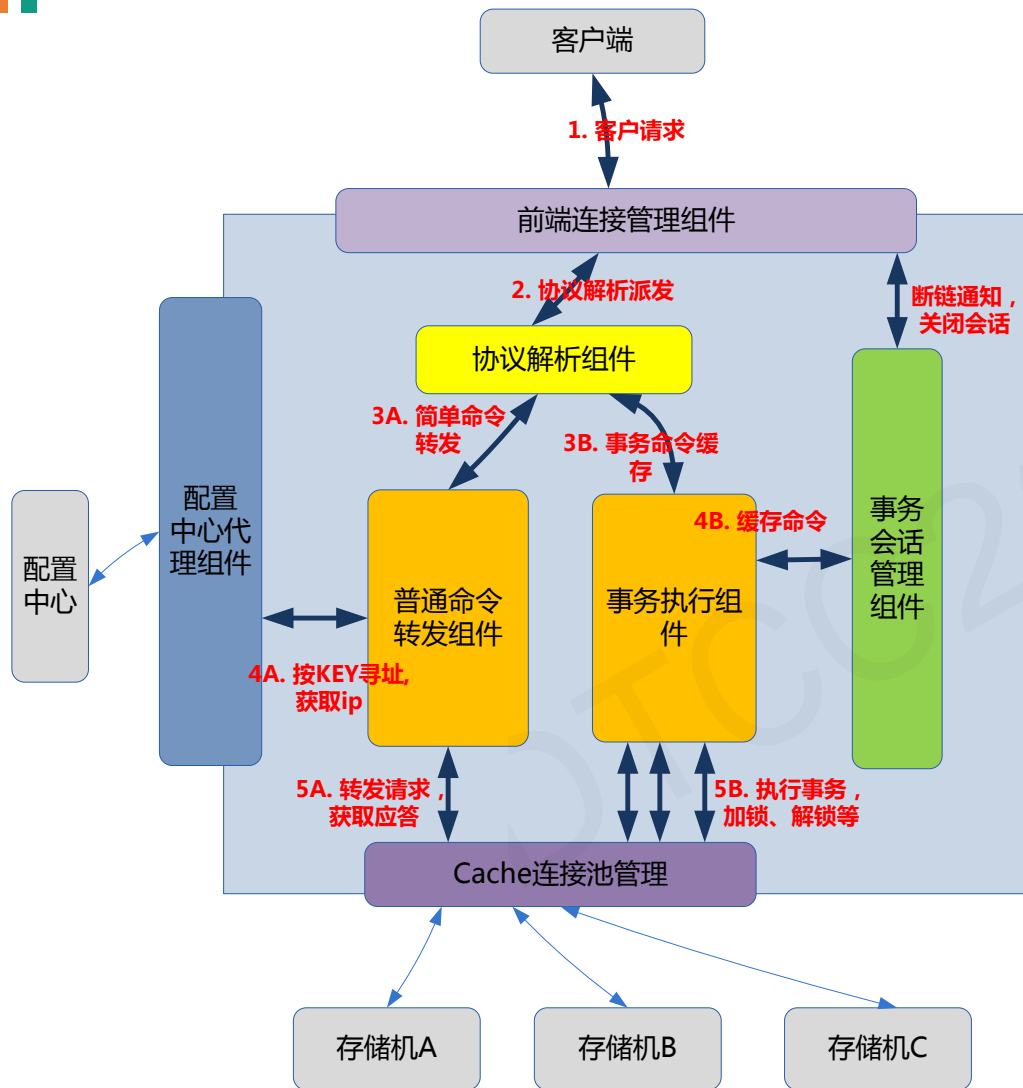 客户端
1. 客户请求
前端连接管理组件
2. 协议解析派发
断链通知，
关闭会话
协议解析组件
3A. 简单命令
转发
3B. 事务命令缓
存
配置
中心
配置
中心代
理组件
普通命令
转发组件
事务执行组
件
4B. 缓存命令
事务
会话
管理
组件
4A. 按KEY寻址,
获取ip
5A. 转发请求，
获取应答
5B. 执行事务，
加锁、解锁等
Cache连接池管理
存储机A
存储机B
存储机C